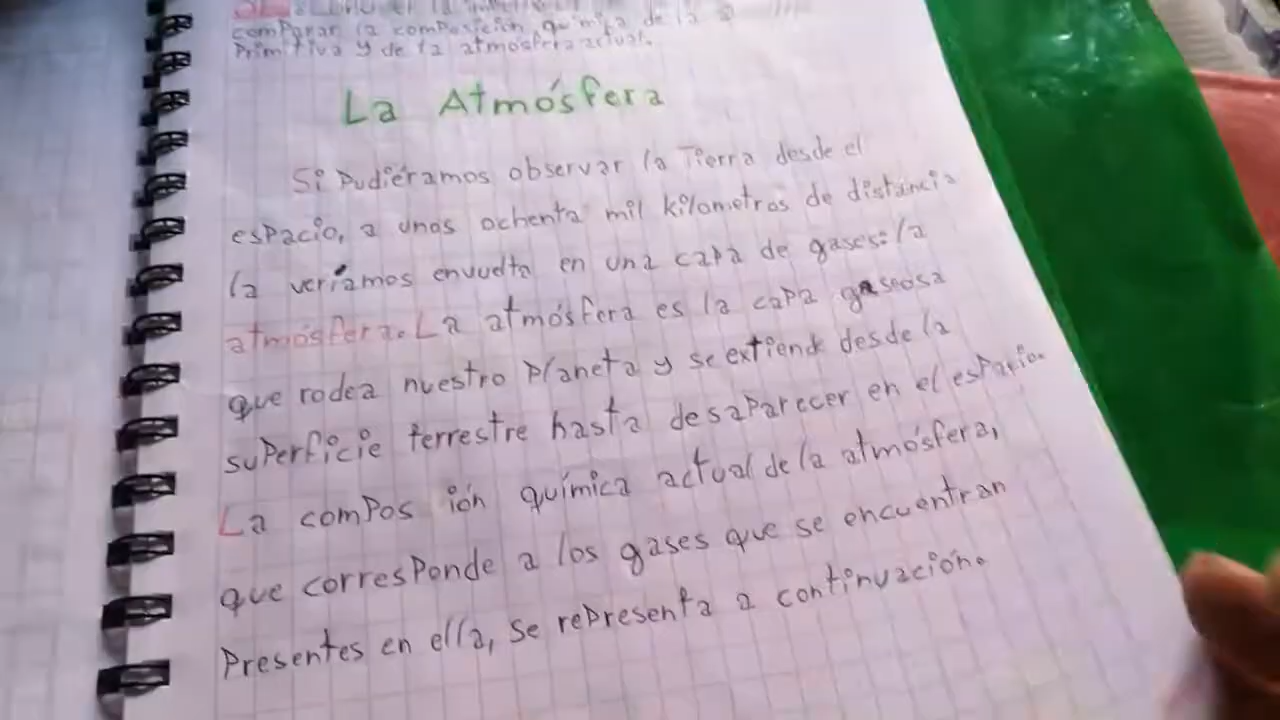 comparar la composición química de la a
Primitiva y de la atmósfera actual.
La Atmósfera
Si Pudiéramos observar la Tierra desde el
espacio, a unos ochenta mil kilometros de distancia
la veríamos envuelta en una capa de gases: la
atmósfera. La atmósfera es la capa gaseosa
que rodea nuestro Planeta y se extiende desde la
superficie terrestre hasta desaparecer en el espacio.
La compos ión química actual de la atmósfera,
que corresponde a los gases que se encuentran
Presentes en ella, se representa a continuación.